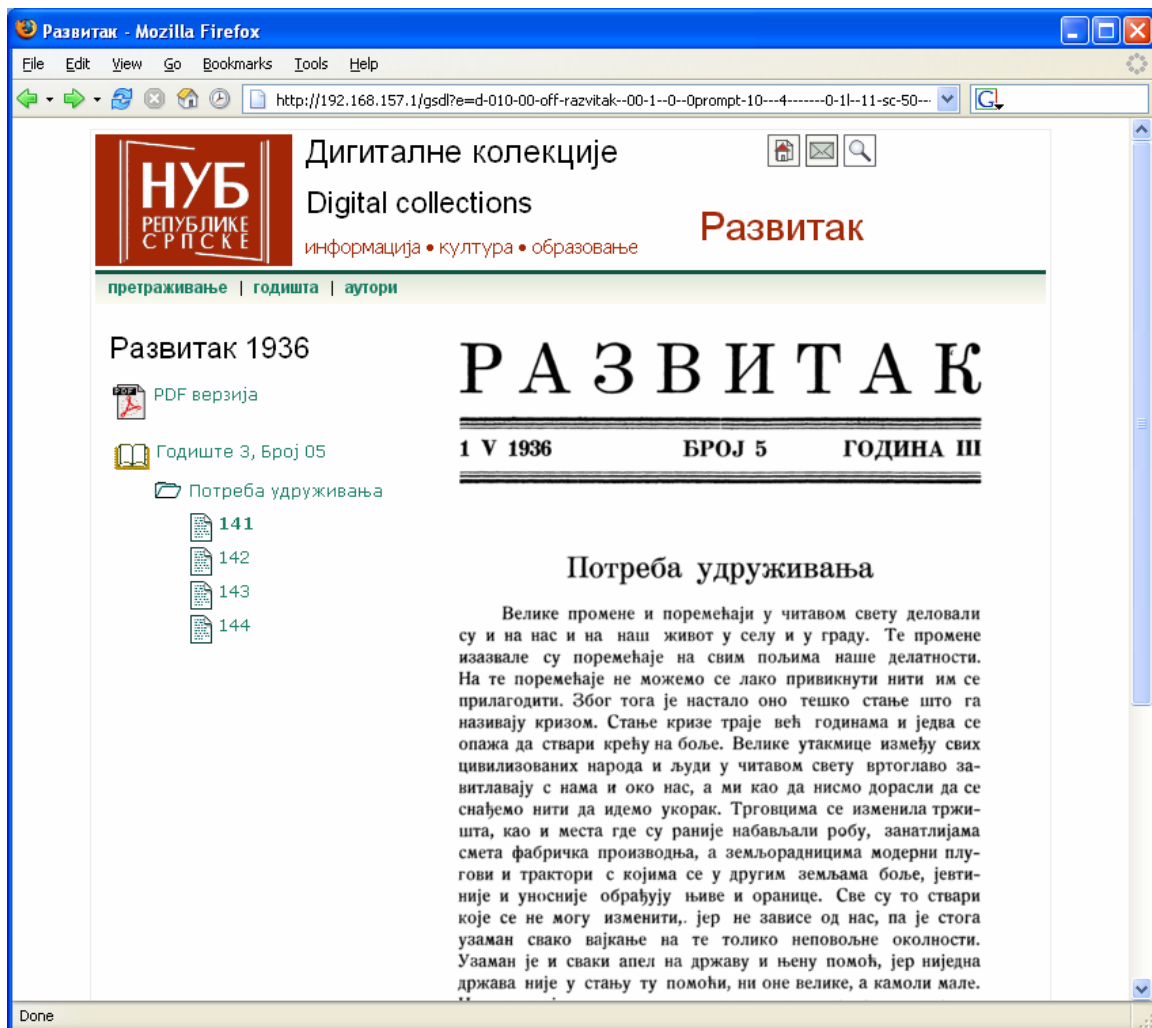 Развитак - Mozilla Firefox
File Edit View Go Bookmarks Tools Help
http://192.168.157.1/gsdl?e=d-010-00-off-razvitak--00-1--0--0prompt-10---4-------0-1l--11-sc-50---
G
НУБ
РЕПУБЛИКЕ
СРПСКЕ
Дигиталне колекције
Digital collections
информација • култура • образовање
Развитак
претраживање | годишта | аутори
Развитак 1936
PDF
PDF верзија
Годиште 3, Број 05
Потреба удруживања
141
142
143
144
РАЗВИТАК
1 V 1936 БРОЈ 5 ГОДИНА III
Потреба удруживања
Велике промене и поремећаји у читавом свету деловали
су и на нас и на наш живот у селу и у граду. Те промене
изазвале су поремећаје на свим пољима наше делатности.
На те поремећаје не можемо се лако привикнути нити им се
прилагодити. Због тога је настало оно тешко стање што га
називају кризом. Стање кризе траје већ годинама и једва се
опажа да ствари крећу на боље. Велике утакмице између свих
цивилизованих народа и људи у читавом свету вртоглаво за-
витлавају с нама и око нас, а ми као да нисмо дорасли да се
снађемо нити да идемо укорак. Трговцима се изменила тржи-
шта, као и места где су раније набављали робу, занатлијама
смета фабричка производња, а земљорадницима модерни плу-
гови и трактори с којима се у другим земљама боље, јевти-
није и уносније обрађују њиве и оранице. Све су то ствари
које се не могу изменити,. јер не зависе од нас, па је стога
узаман свако вајкање на те толико неповољне околности.
Узаман је и сваки апел на државу и њену помоћ, јер ниједна
држава није у стању ту помоћи, ни оне велике, а камоли мале.
Done